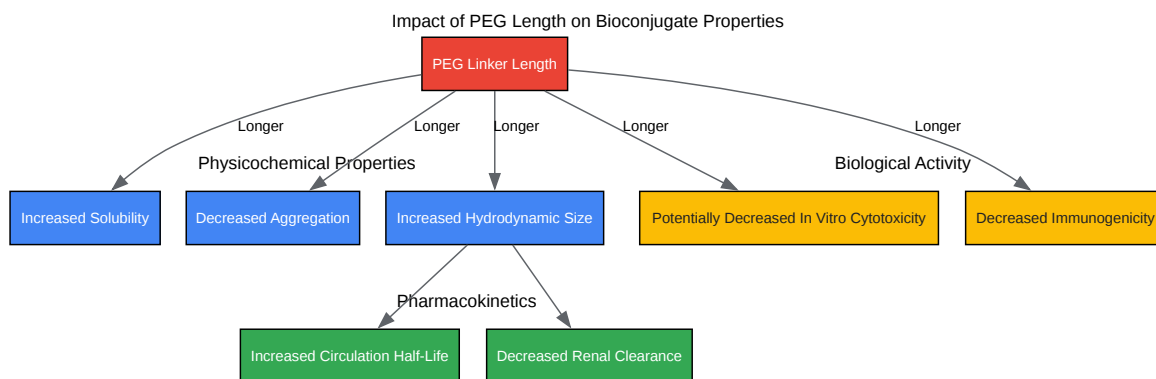 Impact of PEG Length on Bioconjugate Properties
PEG Linker Length
Longer
Longer
Longer
Longer
Longer
Physicochemical Properties
Biological Activity
Increased Solubility
Decreased Aggregation
Increased Hydrodynamic Size
Potentially Decreased In Vitro Cytotoxicity
Decreased Immunogenicity
Pharmacokinetics
Increased Circulation Half-Life
Decreased Renal Clearance